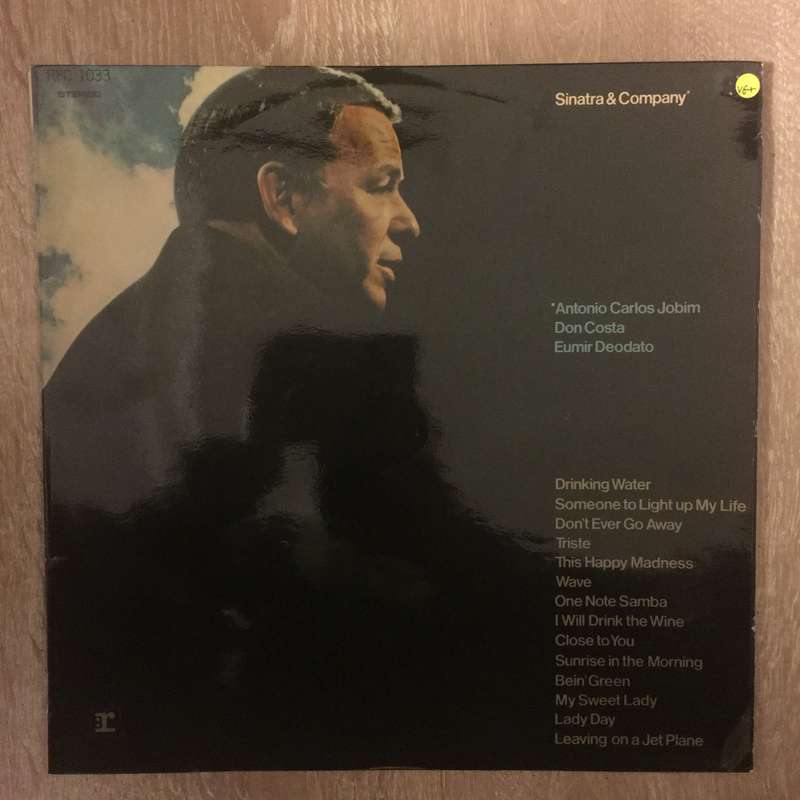 RFC 1033
STEREO
VG+
Sinatra & Company*
*Antonio Carlos Jobim
Don Costa
Eumir Deodato
Drinking Water
Someone to Light up My Life
Don't Ever Go Away
Triste
This Happy Madness
Wave
One Note Samba
I Will Drink the Wine
Close to You
Sunrise in the Morning
Bein' Green
My Sweet Lady
Lady Day
Leaving on a Jet Plane
r